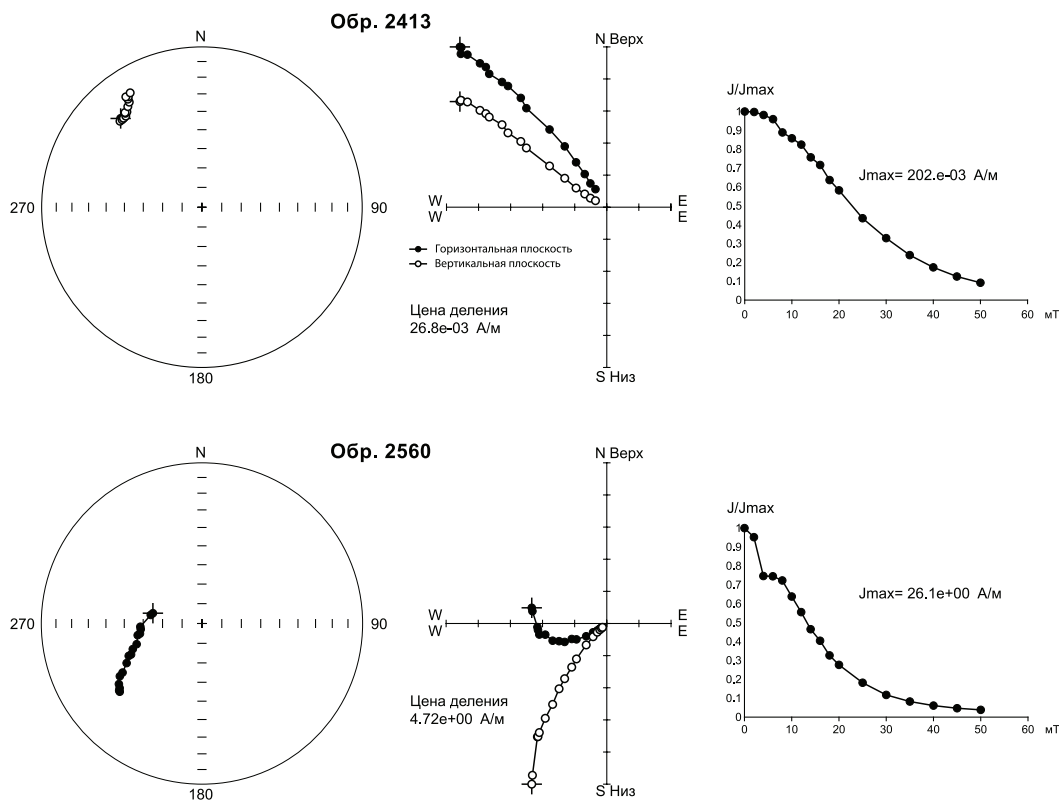 Обр. 2413
N
270
90
180
N Верх
W
W
E
E
Горизонтальная плоскость
Вертикальная плоскость
Цена деления
26.8e-03 А/м
S Низ
J/Jmax
1
0.9
0.8
0.7
0.6
0.5
0.4
0.3
0.2
0.1
0
Jmax= 202.e-03 А/м
0 10 20 30 40 50 60 мТ
Обр. 2560
N
270
90
180
N Верх
W
W
E
E
Цена деления
4.72e+00 А/м
S Низ
J/Jmax
1
0.9
0.8
0.7
0.6
0.5
0.4
0.3
0.2
0.1
0
Jmax= 26.1e+00 А/м
0 10 20 30 40 50 60 мТ